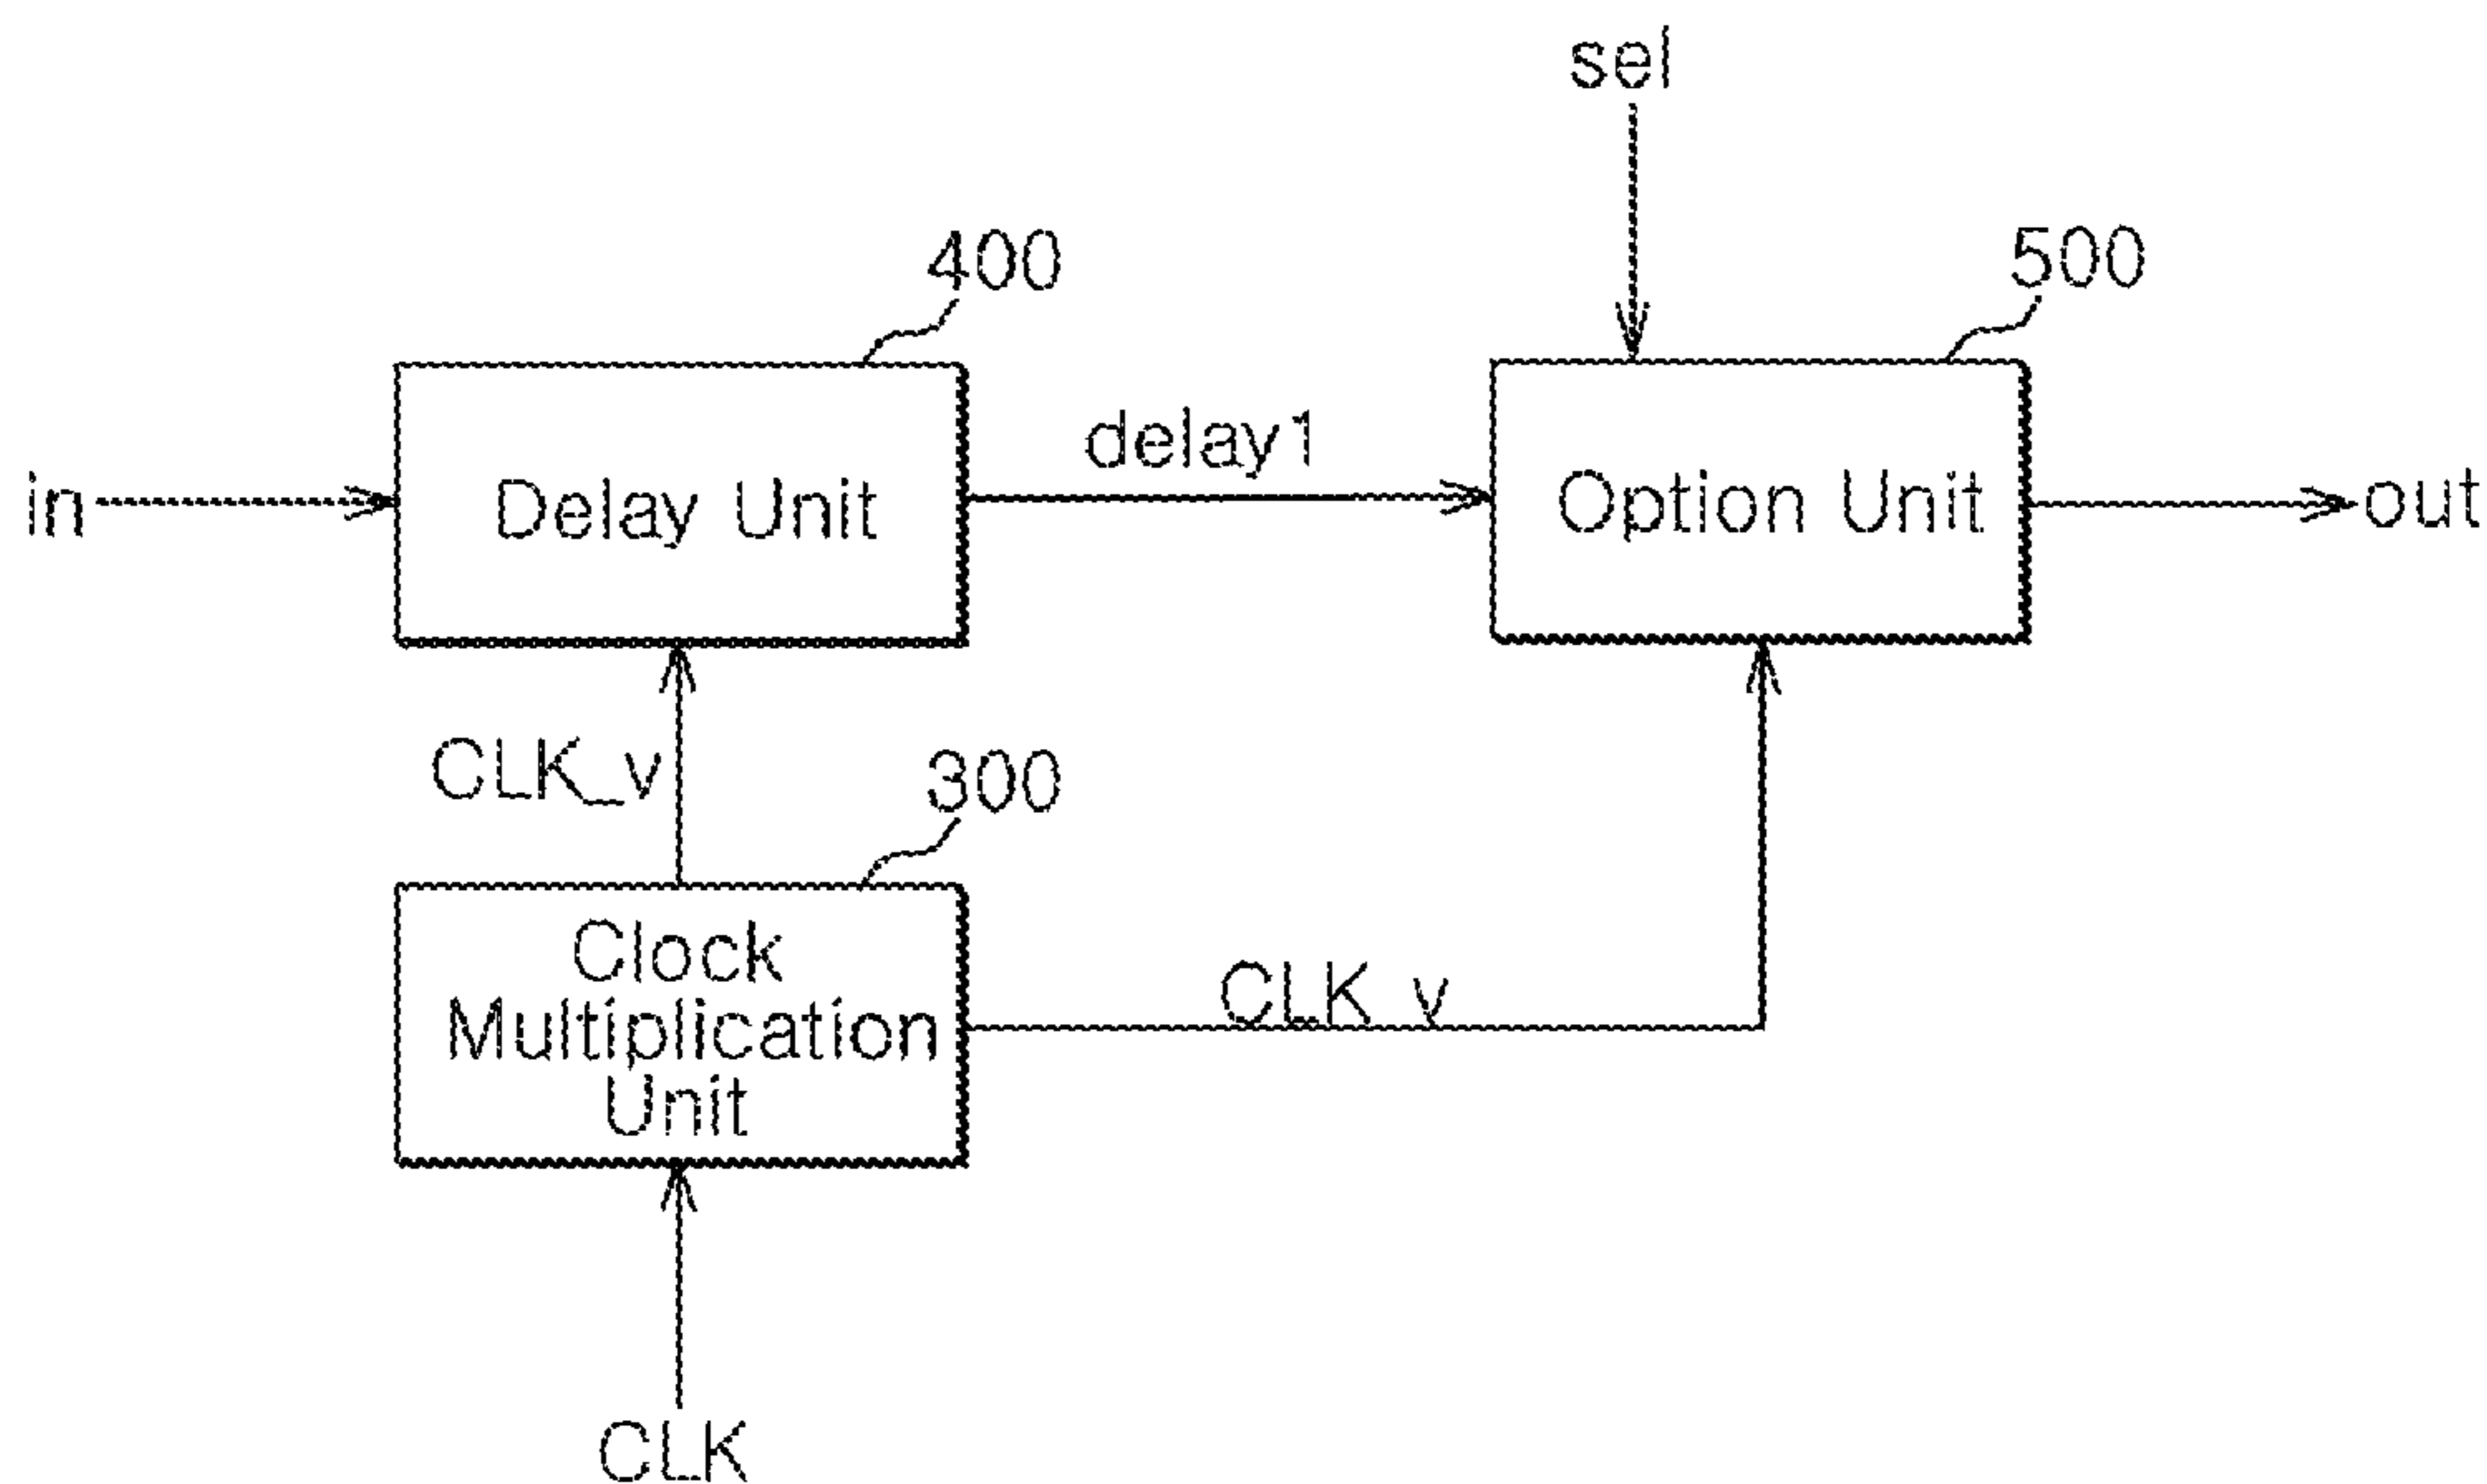 sel
400
500
in
Delay Unit
delay1
Option Unit
out
CLK_v
300
Clock
Multiplication
Unit
CLK_v
CLK